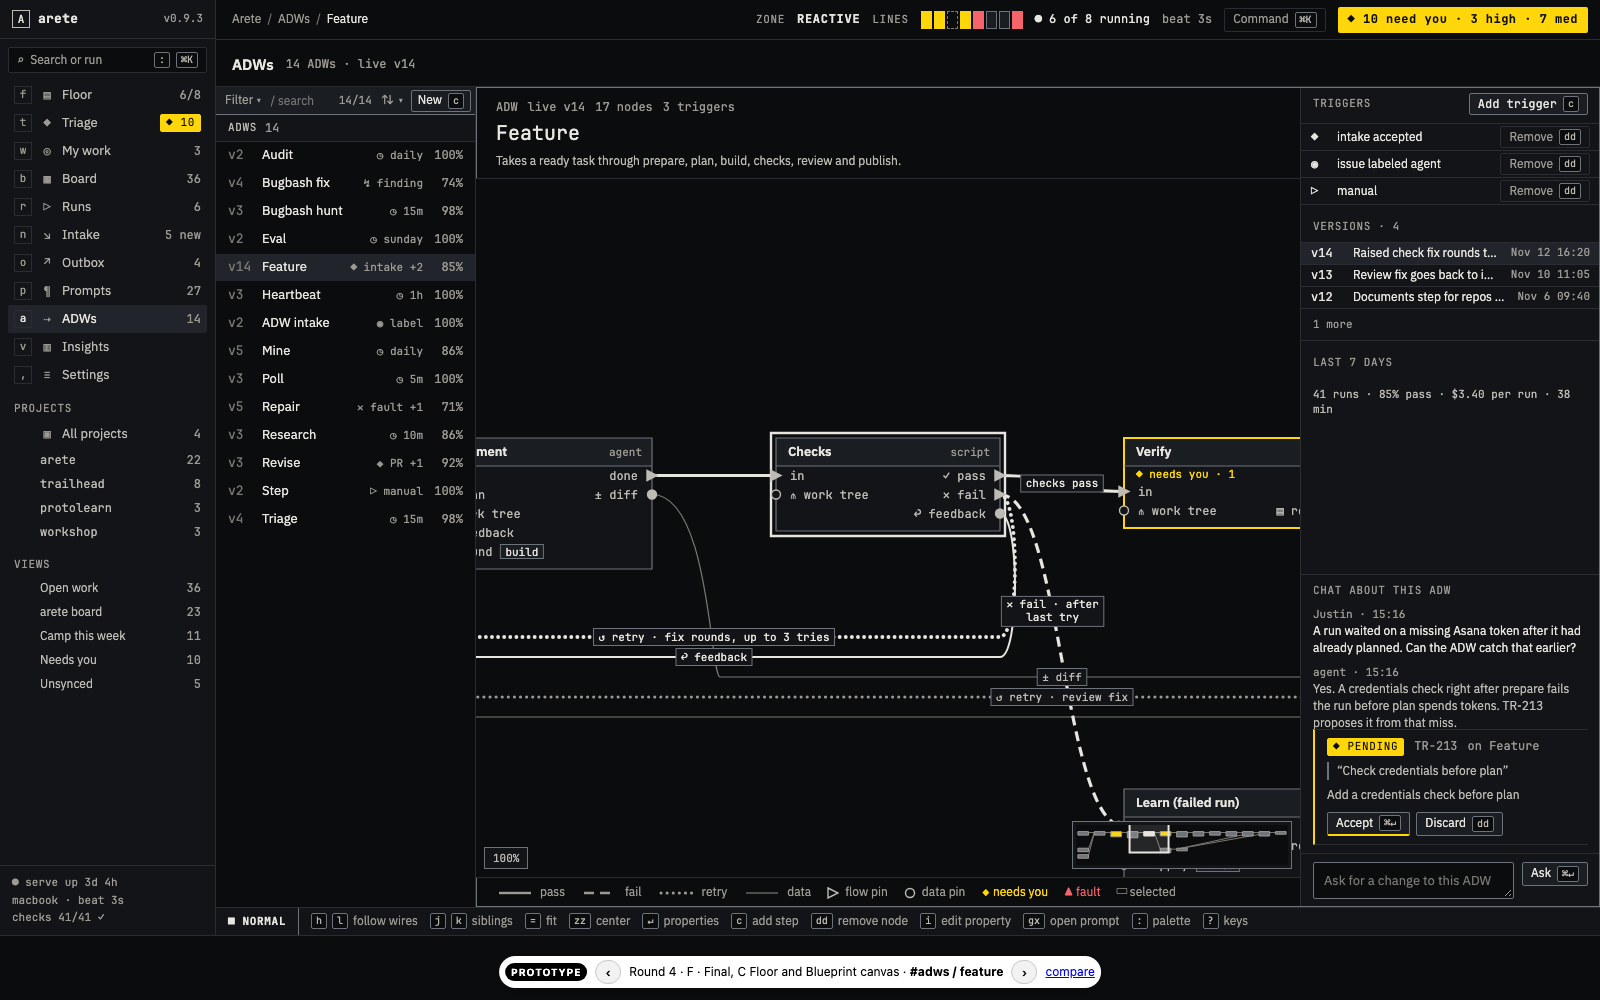 A arete v0.9.3
Arete / ADWs / Feature
ZONE REACTIVE LINES 6 of 8 running beat 3s Command ⌘K ◆ 10 need you · 3 high · 7 med
Search or run : ⌘K
f Floor 6/8
t ◆ Triage ◆ 10
w My work 3
b Board 36
r Runs 6
n Intake 5 new
o Outbox 4
p ¶ Prompts 27
a ADWs 14
v Insights
, Settings
PROJECTS
All projects 4
arete 22
trailhead 8
protolearn 3
workshop 3
VIEWS
Open work 36
arete board 23
Camp this week 11
Needs you 10
Unsynced 5
serve up 3d 4h
macbook · beat 3s
checks 41/41 ✓
ADWs 14 ADWs · live v14
Filter / search 14/14 New c
ADWS 14
v2 Audit daily 100%
v4 Bugbash fix finding 74%
v3 Bugbash hunt 15m 98%
v2 Eval sunday 100%
v14 Feature ◆ intake +2 85%
v3 Heartbeat 1h 100%
v2 ADW intake label 100%
v5 Mine daily 86%
v3 Poll 5m 100%
v5 Repair × fault +1 71%
v3 Research 10m 86%
v3 Revise ◆ PR +1 92%
v2 Step manual 100%
v4 Triage 15m 98%
ADW live v14 17 nodes 3 triggers
Feature
Takes a ready task through prepare, plan, build, checks, review and publish.
ment agent
done
± diff
k tree
edback
und build
Checks script
in ✓ pass
work tree × fail
feedback
checks pass
Verify
◆ needs you · 1
in
work tree
× fail · after
last try
↺ retry · fix rounds, up to 3 tries
feedback
± diff
↺ retry · review fix
Learn (failed run)
100%
pass fail retry data flow pin data pin ◆ needs you ▲ fault selected
TRIGGERS Add trigger c
◆ intake accepted Remove dd
issue labeled agent Remove dd
manual Remove dd
VERSIONS · 4
v14 Raised check fix rounds t... Nov 12 16:20
v13 Review fix goes back to i... Nov 10 11:05
v12 Documents step for repos ... Nov 6 09:40
1 more
LAST 7 DAYS
41 runs · 85% pass · $3.40 per run · 38
min
CHAT ABOUT THIS ADW
Justin · 15:16
A run waited on a missing Asana token after it had
already planned. Can the ADW catch that earlier?
agent · 15:16
Yes. A credentials check right after prepare fails
the run before plan spends tokens. TR-213
proposes it from that miss.
◆ PENDING TR-213 on Feature
“Check credentials before plan”
Add a credentials check before plan
Accept ⌘↵ Discard dd
Ask for a change to this ADW Ask ⌘↵
■ NORMAL h l follow wires j k siblings = fit zz center ↵ properties c add step dd remove node i edit property gx open prompt : palette ? keys
PROTOTYPE ‹ Round 4 · F · Final, C Floor and Blueprint canvas · #adws / feature › compare